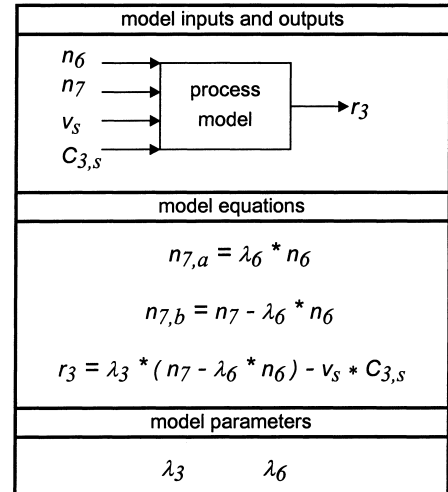 model inputs and outputs
n6
n7
vs
C3,s
process
model
r3
model equations
n7,a = λ6 * n6
n7,b = n7 - λ6 * n6
r3 = λ3 * ( n7 - λ6 * n6 ) - vs * C3,s
model parameters
λ3 λ6